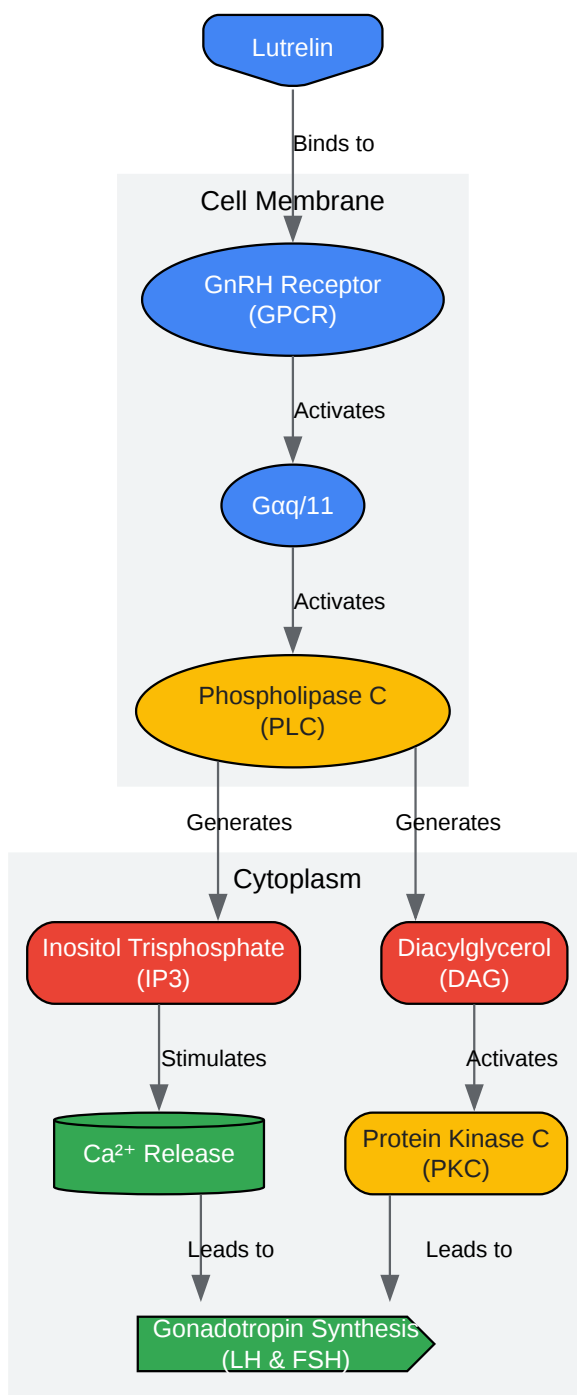 Lutrelin
Binds to
Cell Membrane
GnRH Receptor
(GPCR)
Activates
Gαq/11
Activates
Phospholipase C
(PLC)
Generates
Generates
Cytoplasm
Inositol Trisphosphate
(IP3)
Diacylglycerol
(DAG)
Stimulates
Activates
Ca²⁺ Release
Protein Kinase C
(PKC)
Leads to
Leads to
Gonadotropin Synthesis
(LH & FSH)